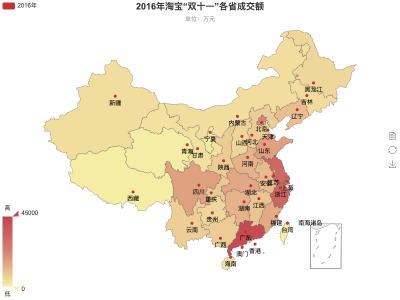 2016年
2016年淘宝“双十一”各省成交额
单位：万元
黑龙江
吉林
辽宁
新疆
内蒙古
北京
天津
宁夏
山西
河北
青海
甘肃
山东
陕西
河南
西藏
四川
重庆
湖北
安徽
江苏
上海
浙江
湖南
江西
贵州
云南
福建
台湾
南海诸岛
广西
广东
香港
澳门
海南
高
45000
0
低